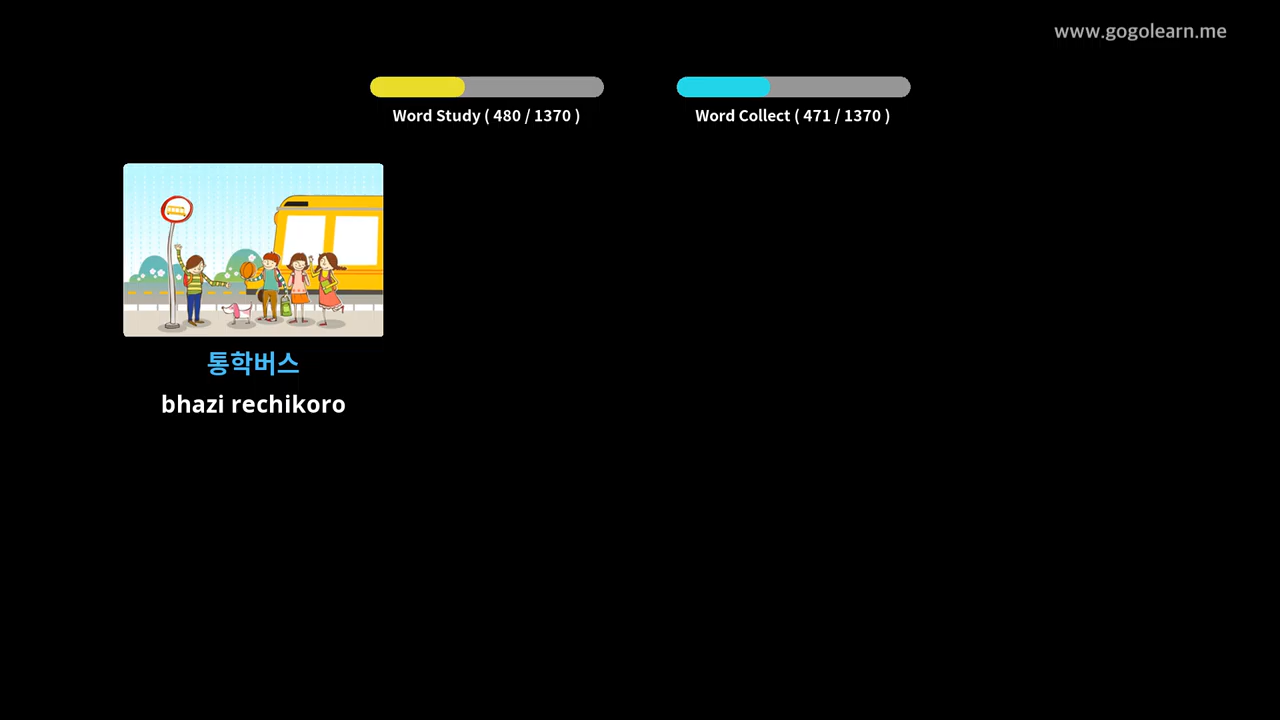 www.gogolearn.me
Word Study ( 480 / 1370 )
Word Collect ( 471 / 1370 )
통학버스
bhazi rechikoro